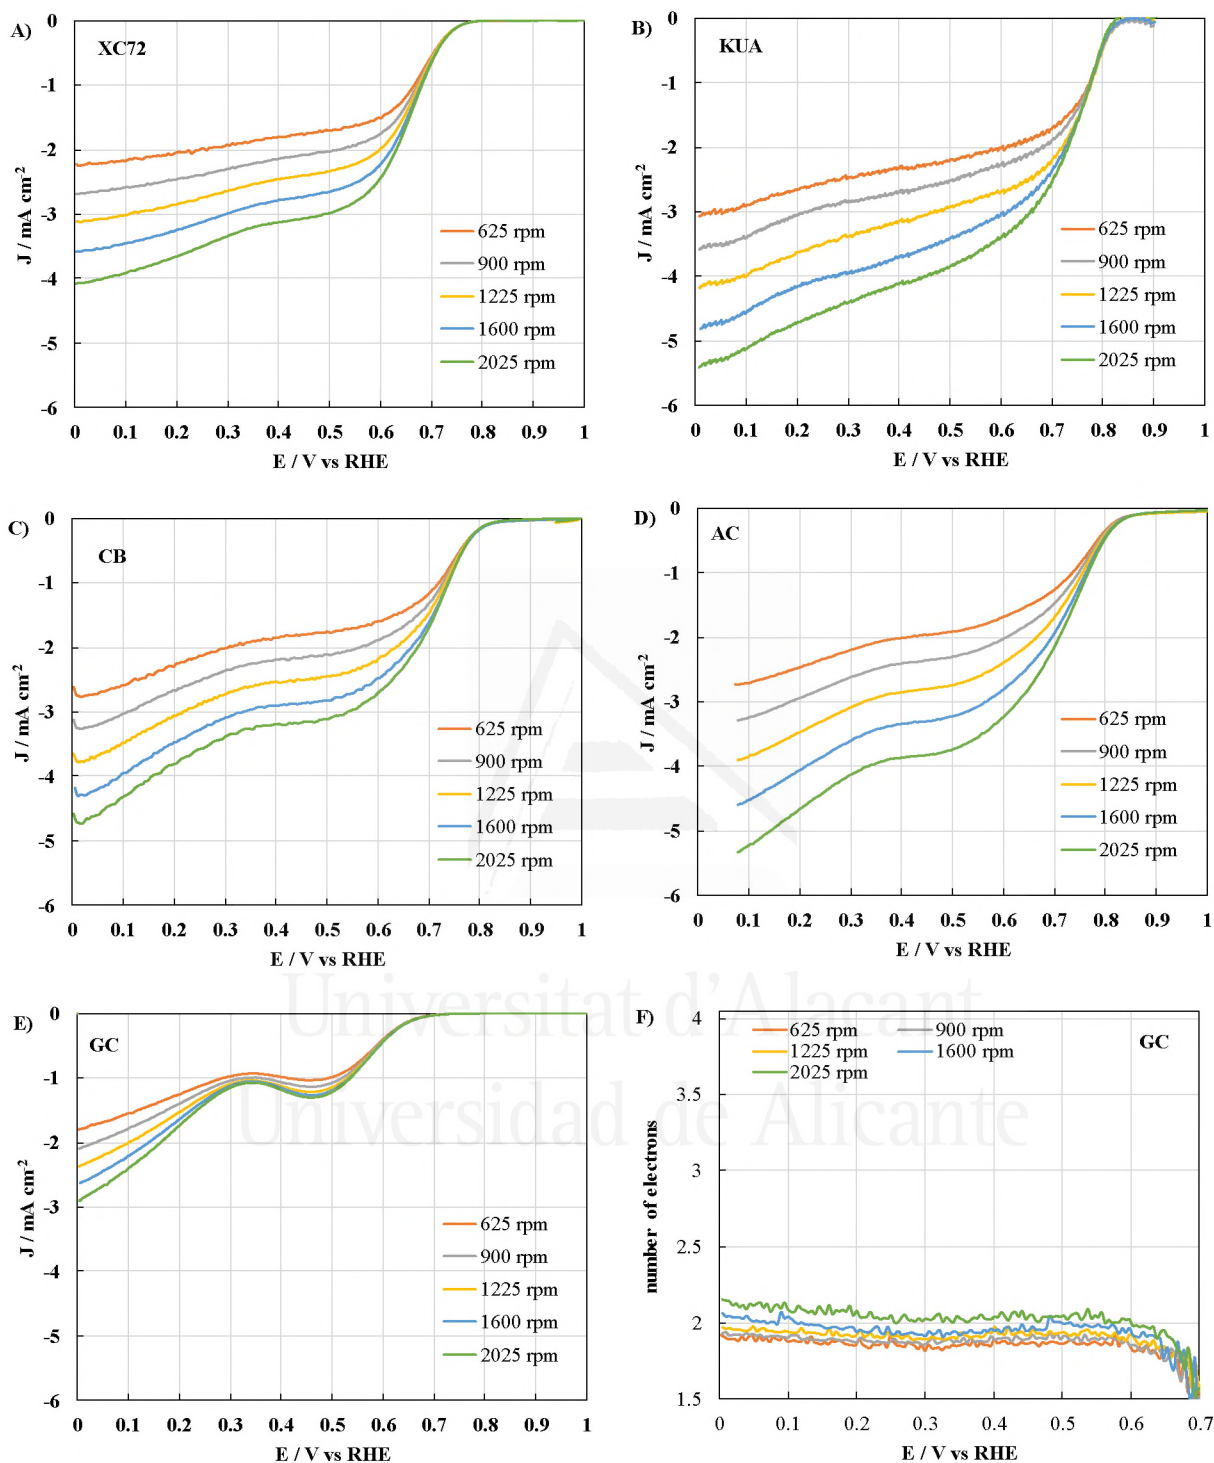 A)
XC72
0
-1
-2
-3
-4
-5
-6
J / mA cm-2
625 rpm
900 rpm
1225 rpm
1600 rpm
2025 rpm
0 0.1 0.2 0.3 0.4 0.5 0.6 0.7 0.8 0.9 1
E / V vs RHE
B)
KUA
0
-1
-2
-3
-4
-5
-6
J / mA cm-2
625 rpm
900 rpm
1225 rpm
1600 rpm
2025 rpm
0 0.1 0.2 0.3 0.4 0.5 0.6 0.7 0.8 0.9 1
E / V vs RHE
C)
CB
0
-1
-2
-3
-4
-5
-6
J / mA cm-2
625 rpm
900 rpm
1225 rpm
1600 rpm
2025 rpm
0 0.1 0.2 0.3 0.4 0.5 0.6 0.7 0.8 0.9 1
E / V vs RHE
D)
AC
0
-1
-2
-3
-4
-5
-6
J / mA cm-2
625 rpm
900 rpm
1225 rpm
1600 rpm
2025 rpm
0 0.1 0.2 0.3 0.4 0.5 0.6 0.7 0.8 0.9 1
E / V vs RHE
Universitat d'Alacant
Universidad de Alicante
E)
GC
0
-1
-2
-3
-4
-5
-6
J / mA cm-2
625 rpm
900 rpm
1225 rpm
1600 rpm
2025 rpm
0 0.1 0.2 0.3 0.4 0.5 0.6 0.7 0.8 0.9 1
E / V vs RHE
F)
GC
4
3.5
3
2.5
2
1.5
number of electrons
625 rpm 900 rpm
1225 rpm 1600 rpm
2025 rpm
0 0.1 0.2 0.3 0.4 0.5 0.6 0.7
E / V vs RHE